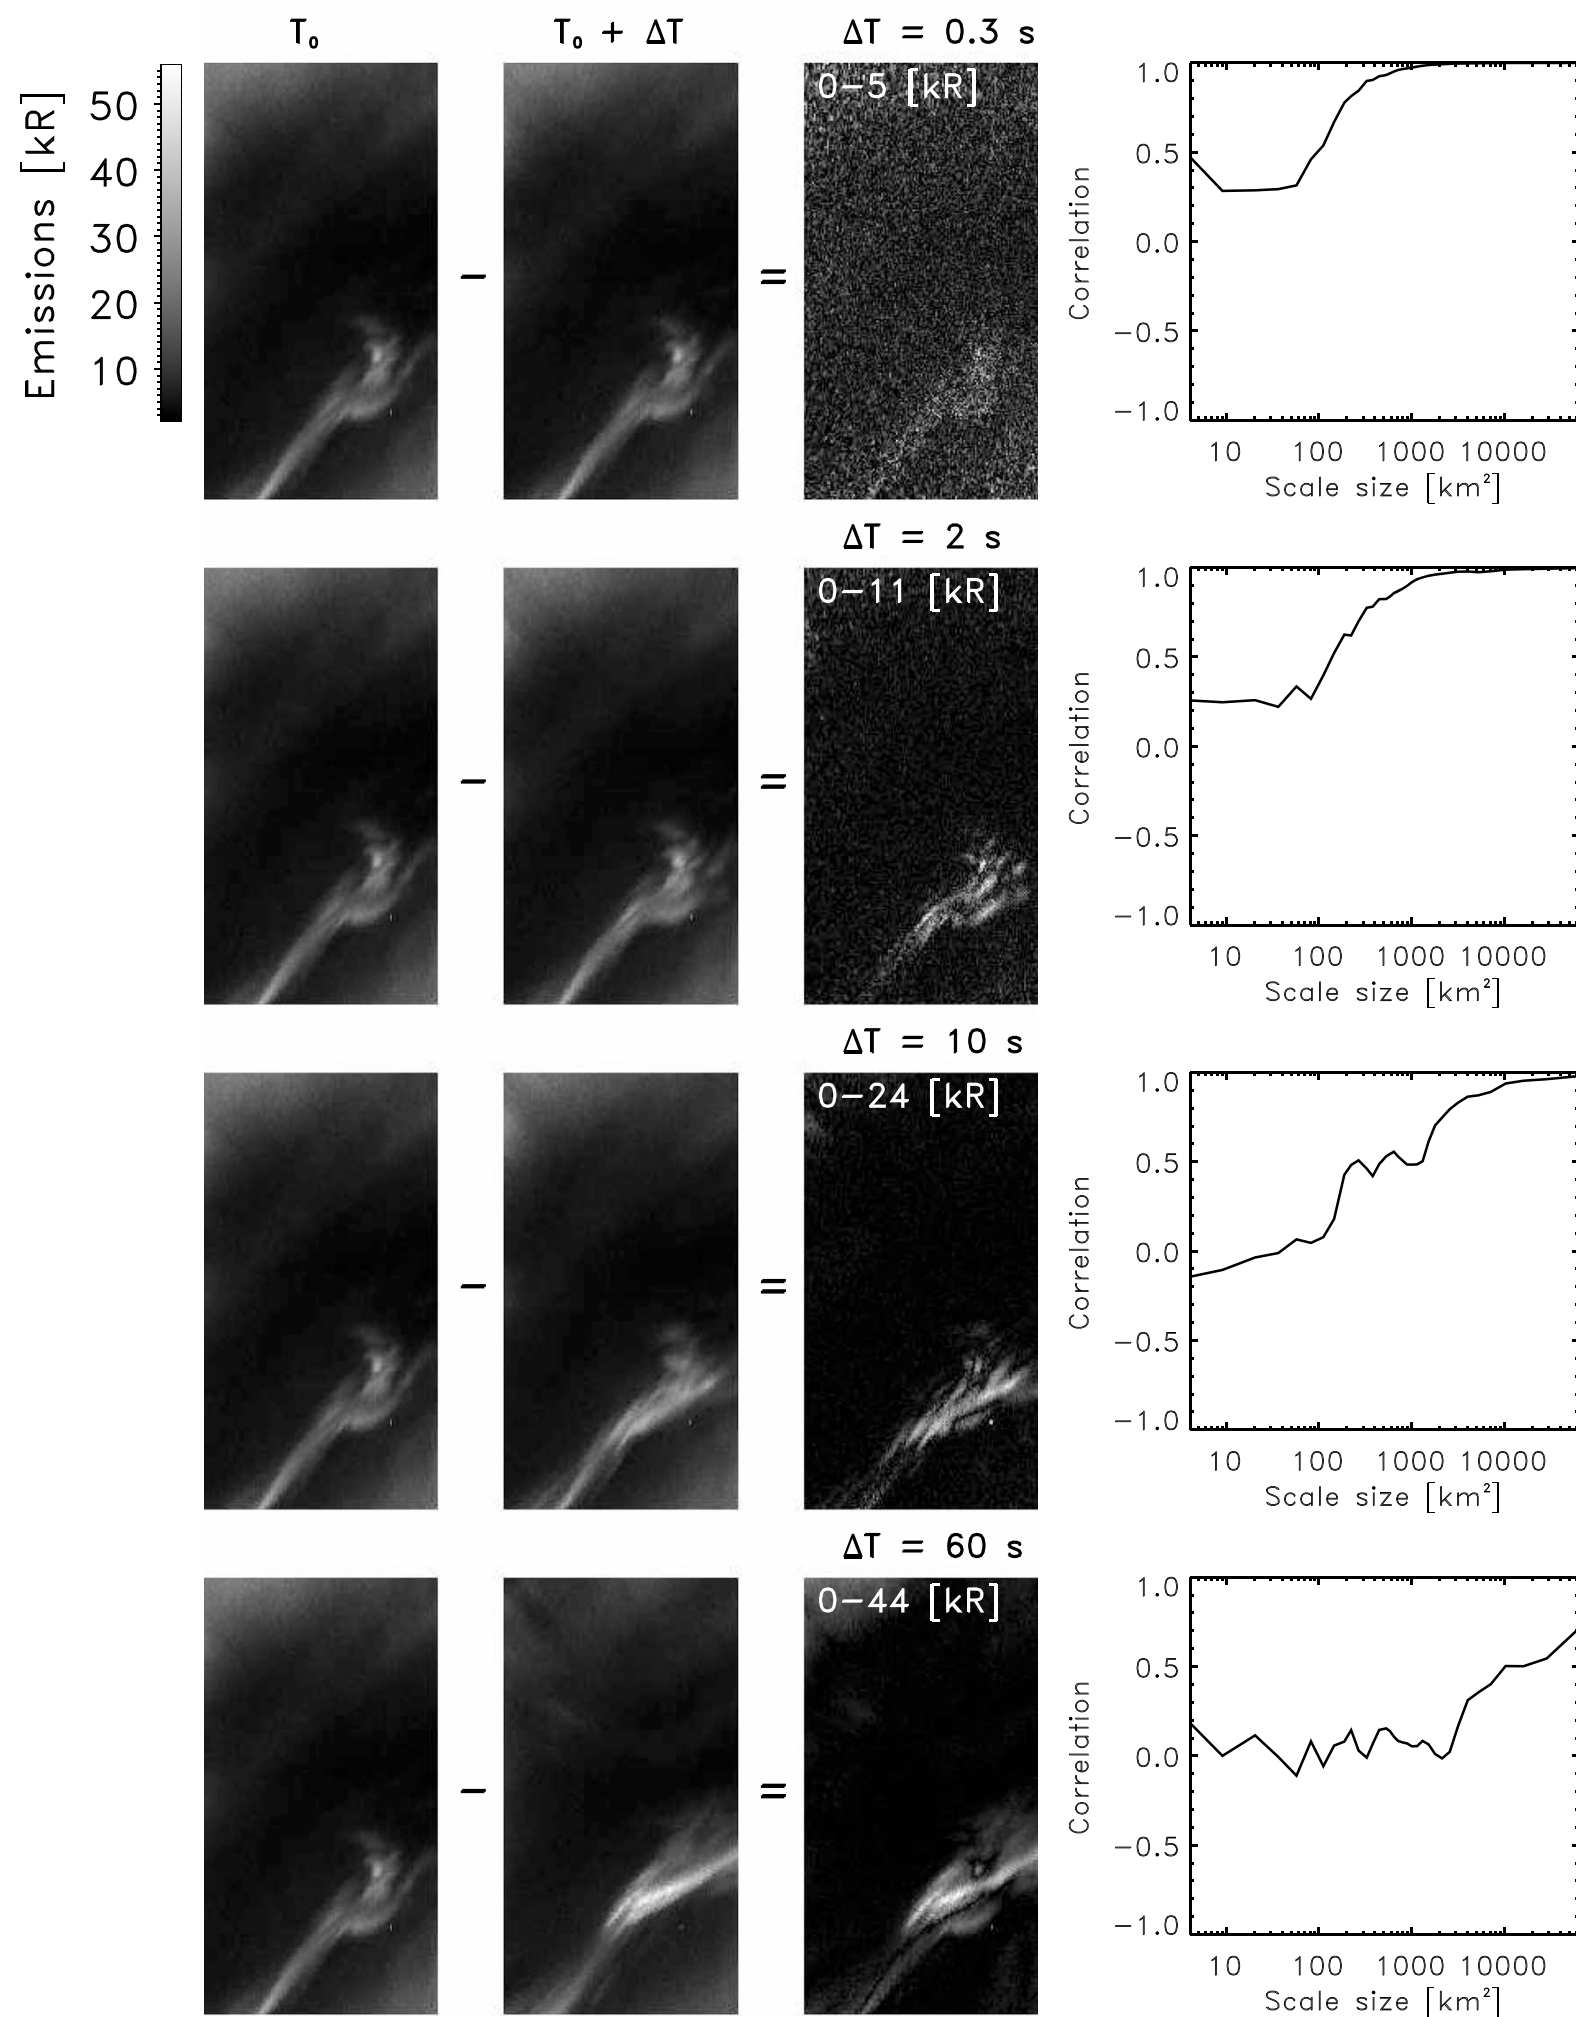 T₀
T₀ + ΔT
ΔT = 0.3 s
Emissions [kR]
50
40
30
20
10
−
=
0−5 [kR]
Correlation
1.0
0.5
0.0
−0.5
−1.0
10 100 1000 10000
Scale size [km²]
ΔT = 2 s
−
=
0−11 [kR]
Correlation
1.0
0.5
0.0
−0.5
−1.0
10 100 1000 10000
Scale size [km²]
ΔT = 10 s
−
=
0−24 [kR]
Correlation
1.0
0.5
0.0
−0.5
−1.0
10 100 1000 10000
Scale size [km²]
ΔT = 60 s
−
=
0−44 [kR]
Correlation
1.0
0.5
0.0
−0.5
−1.0
10 100 1000 10000
Scale size [km²]